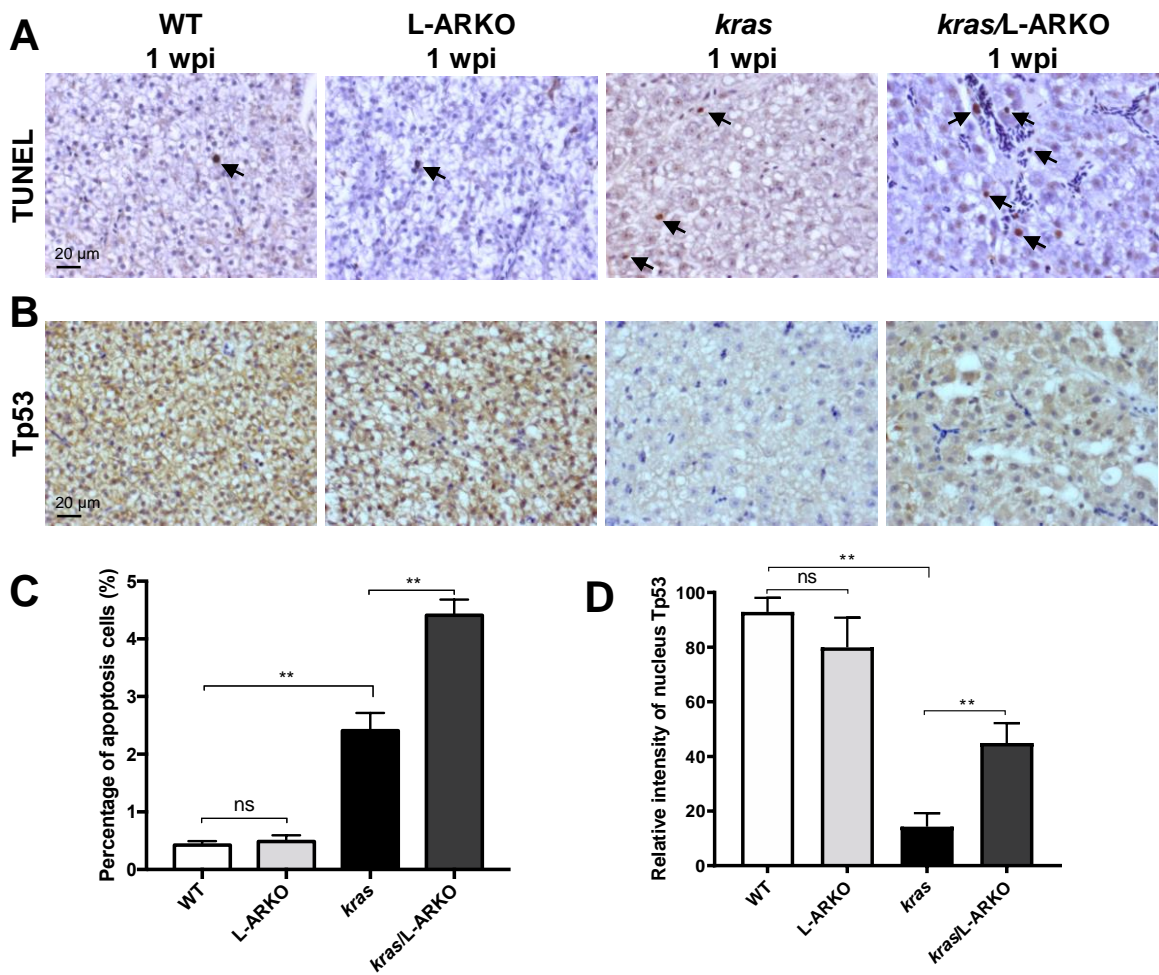 A
WT
1 wpi
L-ARKO
1 wpi
kras
1 wpi
kras/L-ARKO
1 wpi
TUNEL
20 µm
B
Tp53
20 µm
C
Percentage of apoptosis cells (%)
5
4
3
2
1
0
ns
**
**
WT
L-ARKO
kras
kras/L-ARKO
D
Relative intensity of nucleus Tp53
100
80
60
40
20
0
**
ns
**
WT
L-ARKO
kras
kras/L-ARKO